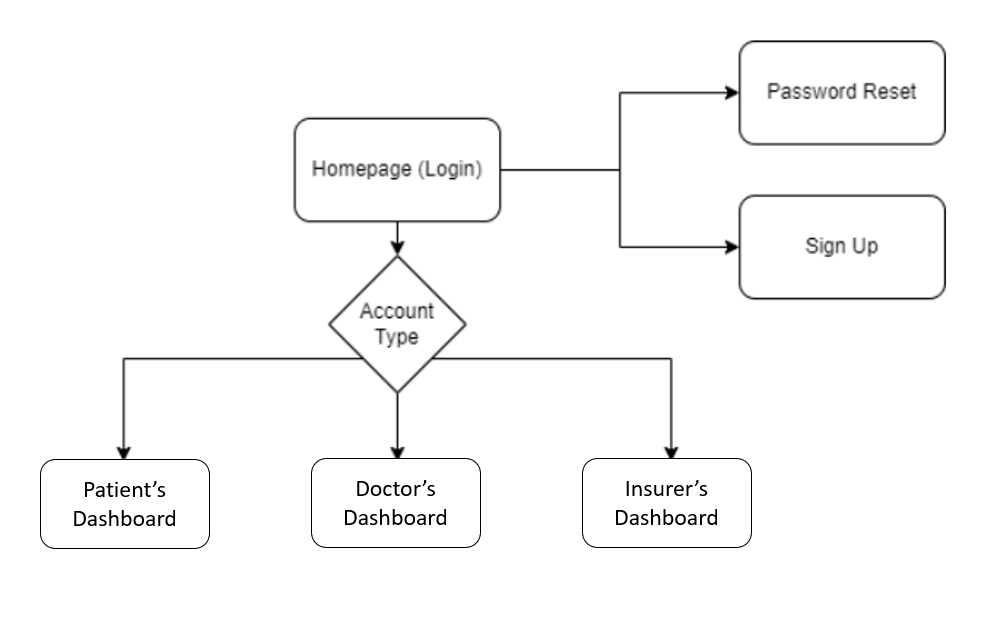 Password Reset
Homepage (Login)
Sign Up
Account
Type
Patient’s
Dashboard
Doctor’s
Dashboard
Insurer’s
Dashboard